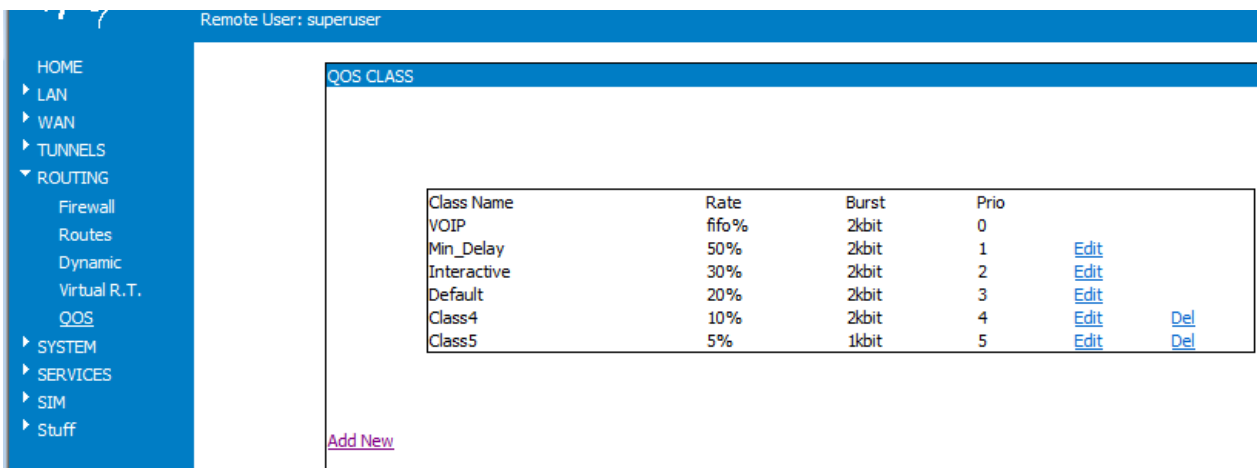 Remote User: superuser
HOME
LAN
WAN
TUNNELS
ROUTING
Firewall
Routes
Dynamic
Virtual R.T.
QOS
SYSTEM
SERVICES
SIM
Stuff
QOS CLASS
Class Name Rate Burst Prio
VOIP fifo% 2kbit 0
Min_Delay 50% 2kbit 1 Edit
Interactive 30% 2kbit 2 Edit
Default 20% 2kbit 3 Edit
Class4 10% 2kbit 4 Edit Del
Class5 5% 1kbit 5 Edit Del
Add New